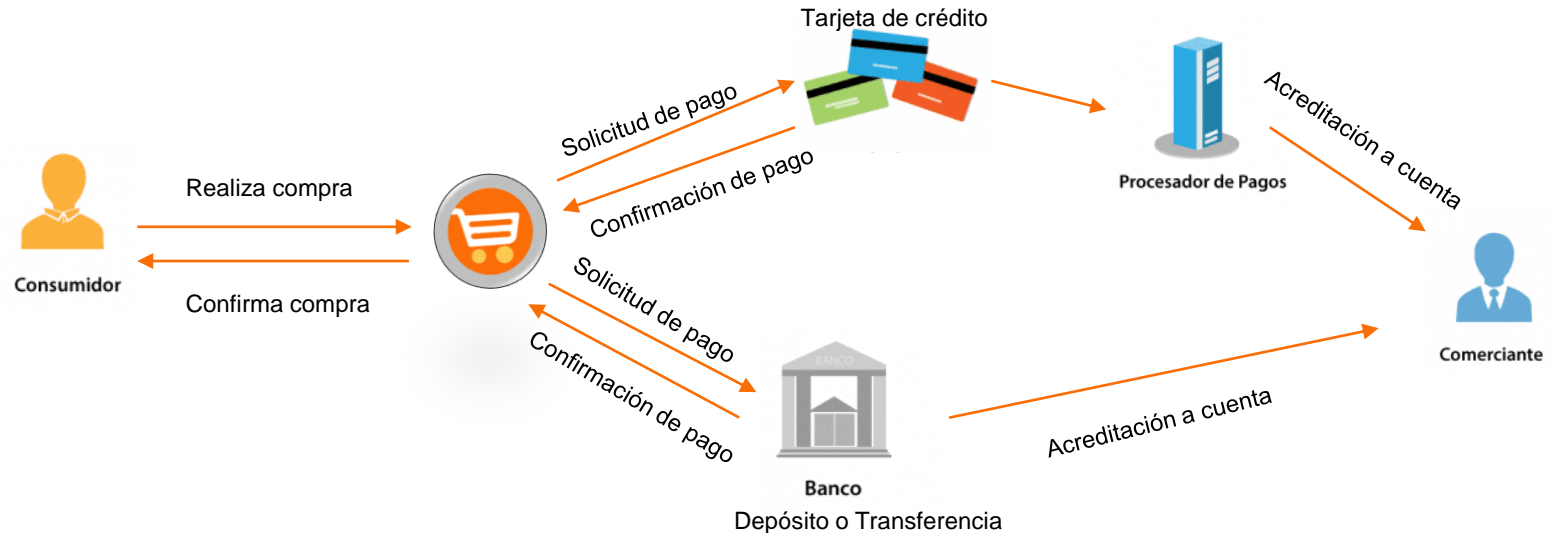 Tarjeta de crédito
Solicitud de pago
Confirmación de pago
Procesador de Pagos
Acreditación a cuenta
Realiza compra
Confirma compra
Consumidor
Solicitud de pago
Confirmación de pago
BANCO
Banco
Depósito o Transferencia
Acreditación a cuenta
Comerciante